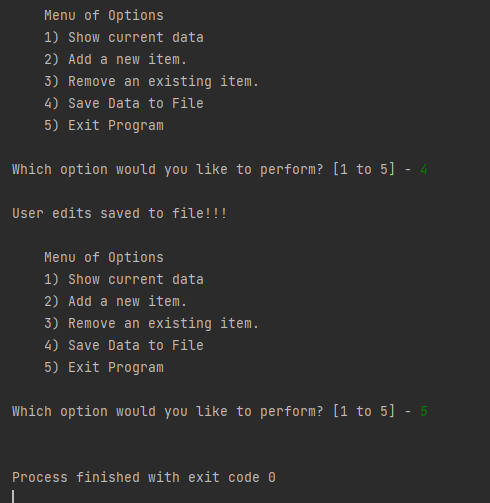 Menu of Options
1) Show current data
2) Add a new item.
3) Remove an existing item.
4) Save Data to File
5) Exit Program
Which option would you like to perform? [1 to 5] - 4
User edits saved to file!!!
Menu of Options
1) Show current data
2) Add a new item.
3) Remove an existing item.
4) Save Data to File
5) Exit Program
Which option would you like to perform? [1 to 5] - 5
Process finished with exit code 0